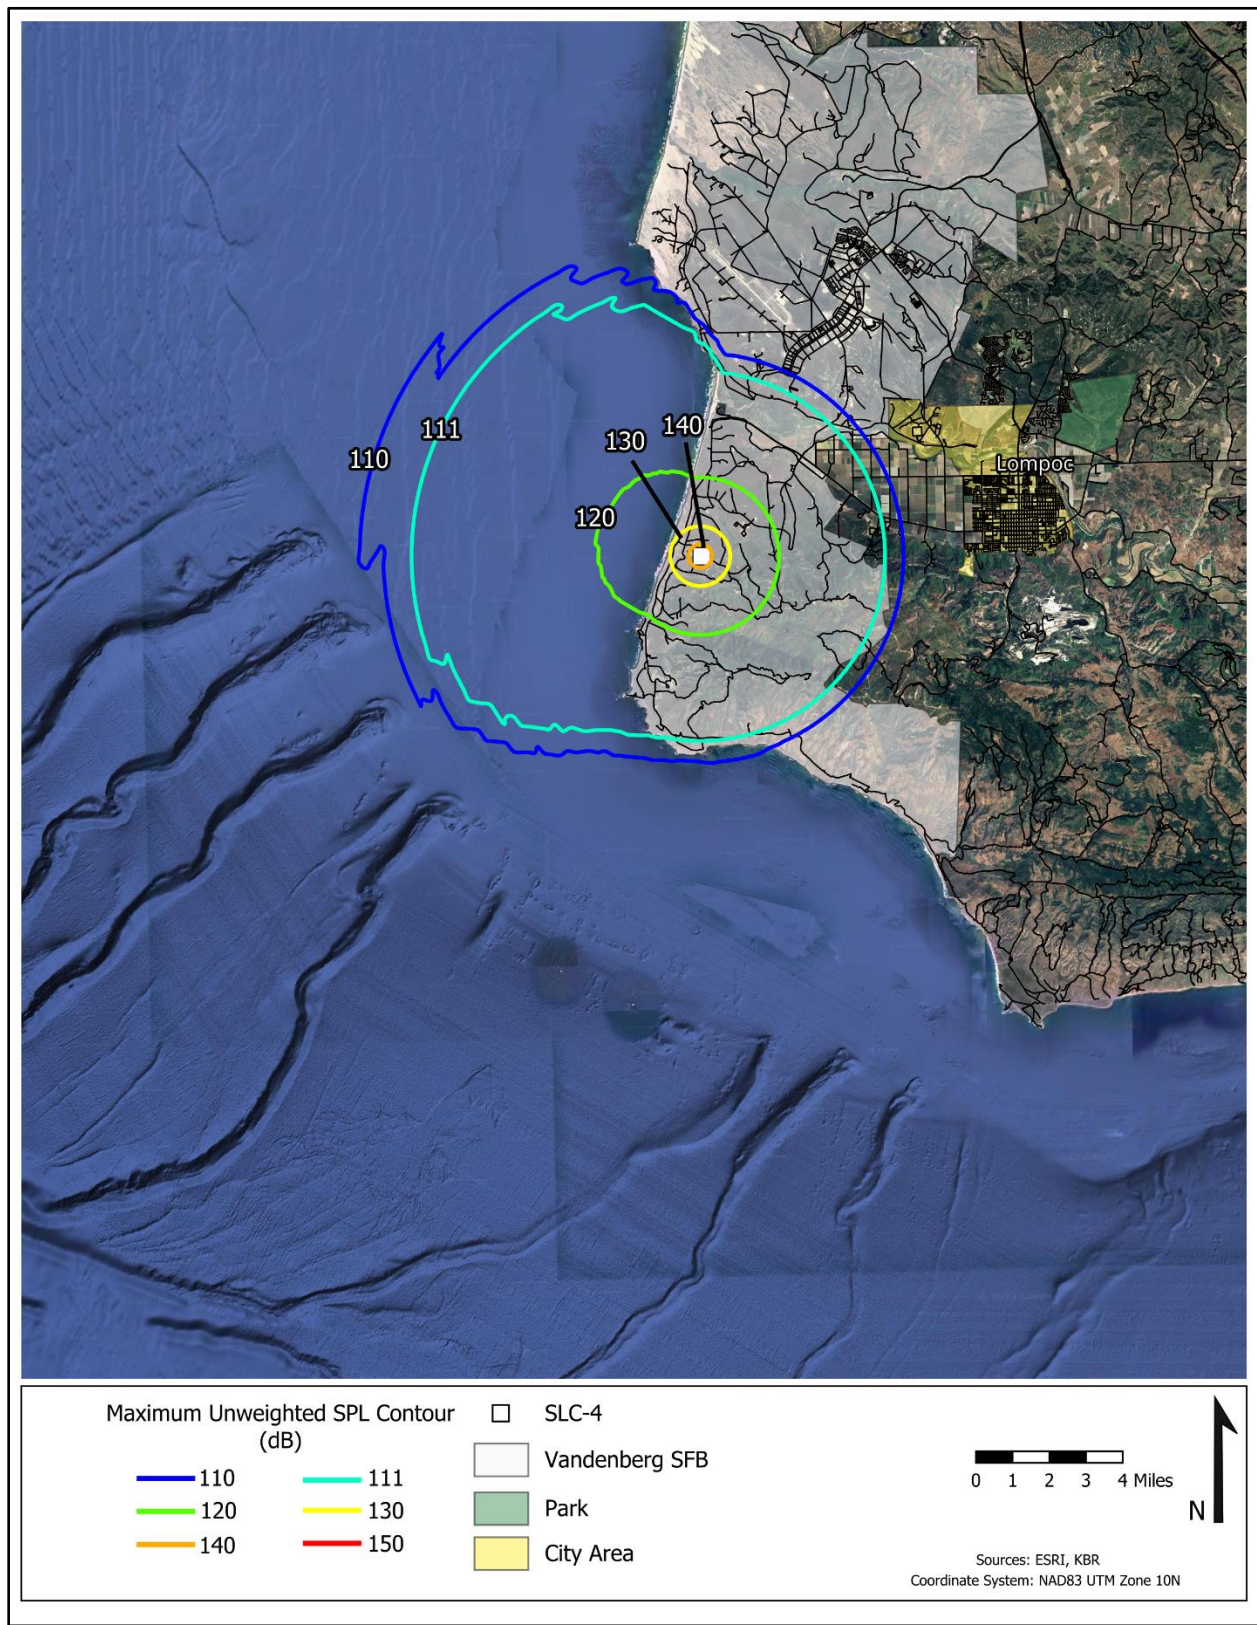 140
130
111
110
Lompoc
120
Maximum Unweighted SPL Contour
(dB)
110
111
120
130
140
150
SLC-4
Vandenberg SFB
Park
City Area
0 1 2 3 4 Miles
N
Sources: ESRI, KBR
Coordinate System: NAD83 UTM Zone 10N